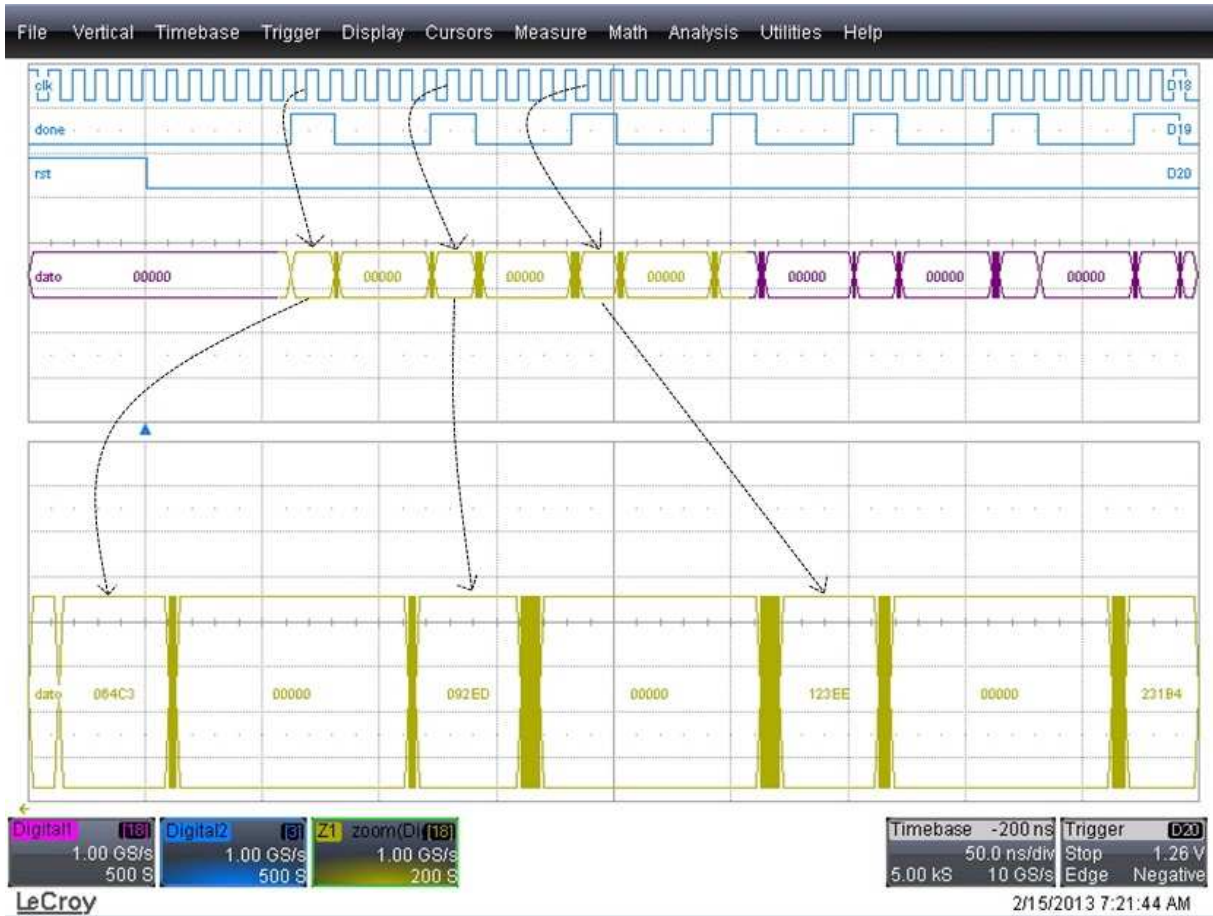 File Vertical Timebase Trigger Display Cursors Measure Math Analysis Utilities Help
clk D18
done D19
rst D20
dato 00000 00000 00000 00000 00000 00000 00000
dato 064C3 00000 092ED 00000 123EE 00000 231B4
Digital1 [18] Digital2 [3] Z1 zoom(Di [18] Timebase -200 ns Trigger D20
1.00 GS/s 1.00 GS/s 1.00 GS/s 50.0 ns/div Stop 1.26 V
500 S 500 S 200 S 5.00 kS 10 GS/s Edge Negative
LeCroy 2/15/2013 7:21:44 AM